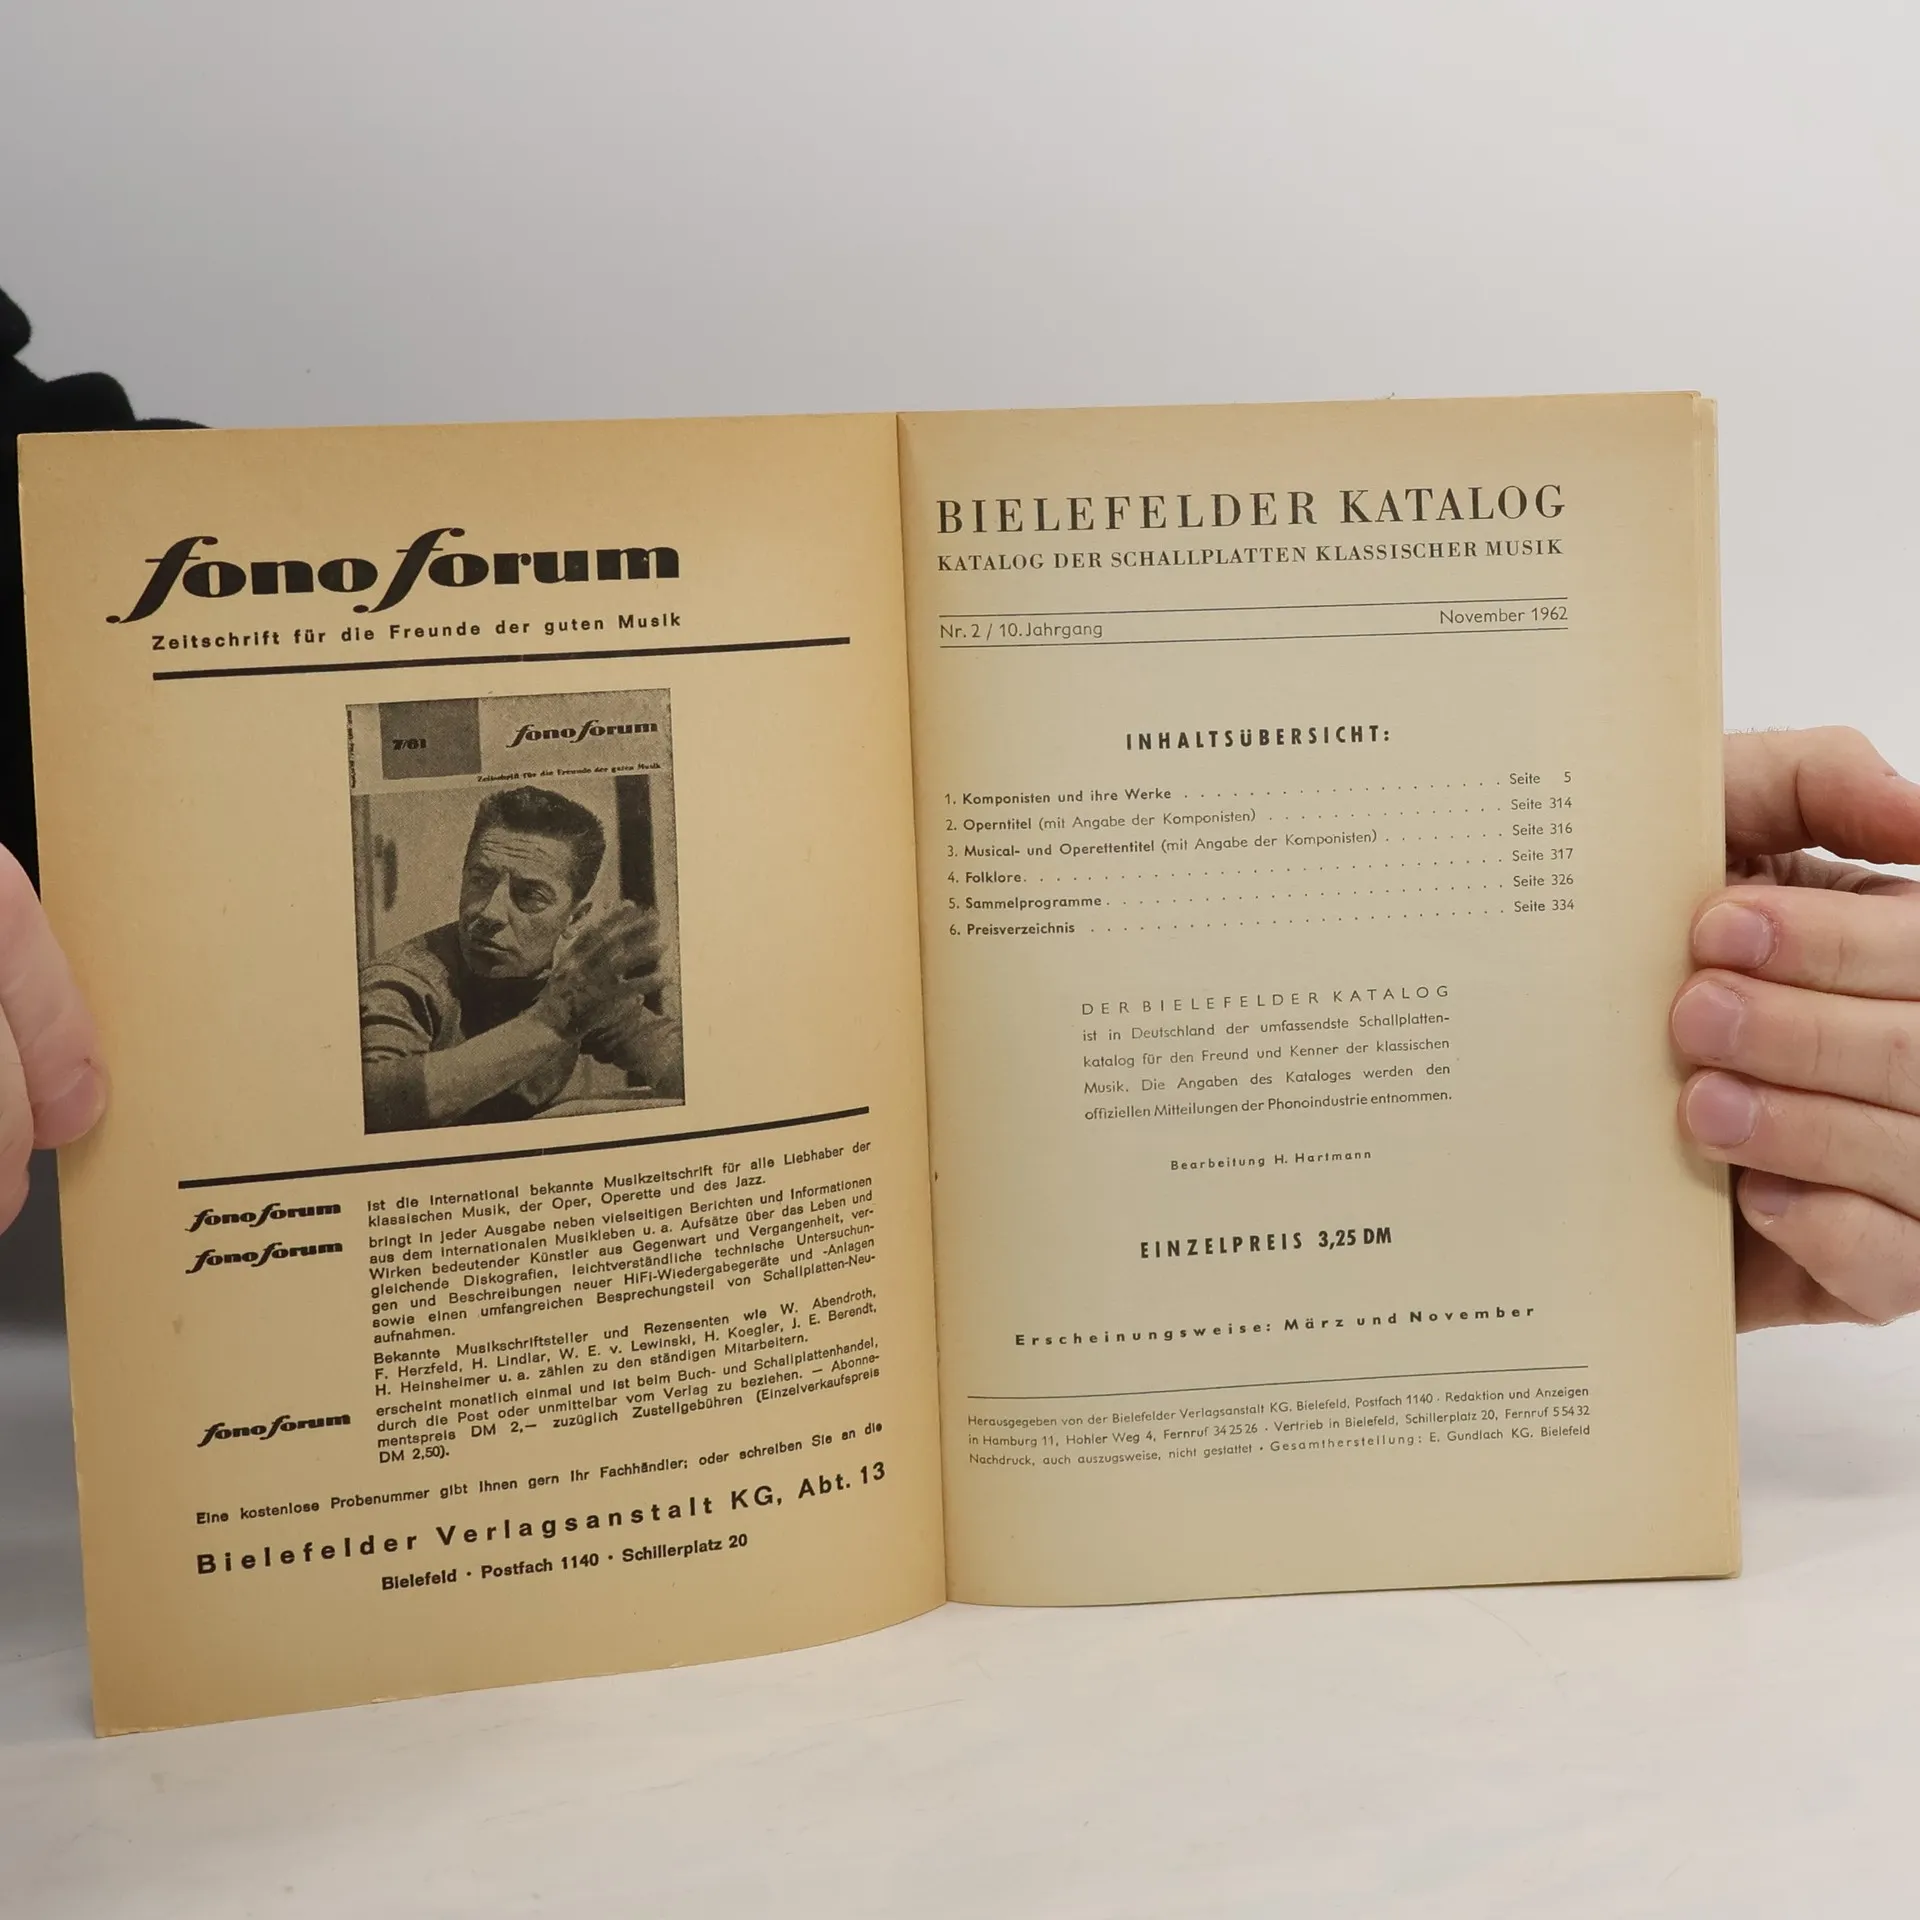 fono forum
Zeitschrift für die Freunde der guten Musik
7/61
fono forum
Zeitschrift für die Freunde der guten Musik
fono forum
ist die international bekannte Musikzeitschrift für alle Liebhaber der
klassischen Musik, der Oper, Operette und des Jazz.
fono forum
bringt in jeder Ausgabe neben vielseitigen Berichten und Informationen
aus dem internationalen Musikleben u. a. Aufsätze über das Leben und
Wirken bedeutender Künstler aus Gegenwart und Vergangenheit, ver-
gleichende Diskografien, leichtverständliche technische Untersuchun-
gen und Beschreibungen neuer HiFi-Wiedergabegeräte und -Anlagen
sowie einen umfangreichen Besprechungsteil von Schallplatten-Neu-
aufnahmen.
Bekannte Musikschriftsteller und Rezensenten wie W. Abendroth,
F. Herzfeld, H. Lindlar, W. E. v. Lewinski, H. Koegler, J. E. Berendt,
H. Heinsheimer u. a. zählen zu den ständigen Mitarbeitern.
fono forum
erscheint monatlich einmal und ist beim Buch- und Schallplattenhandel,
durch die Post oder unmittelbar vom Verlag zu beziehen. — Abonne-
mentspreis DM 2,— zuzüglich Zustellgebühren (Einzelverkaufspreis
DM 2,50).
Eine kostenlose Probenummer gibt Ihnen gern Ihr Fachhändler; oder schreiben Sie an die
Bielefelder Verlagsanstalt KG, Abt. 13
Bielefeld · Postfach 1140 · Schillerplatz 20
BIELEFELDER KATALOG
KATALOG DER SCHALLPLATTEN KLASSISCHER MUSIK
Nr. 2 / 10. Jahrgang November 1962
INHALTSÜBERSICHT:
1. Komponisten und ihre Werke . . . . . . . . . . Seite 5
2. Operntitel (mit Angabe der Komponisten) . . . . . . . . . . Seite 314
3. Musical- und Operettentitel (mit Angabe der Komponisten) . . . . . . . Seite 316
4. Folklore. . . . . . . . . . . Seite 317
5. Sammelprogramme . . . . . . . . . . Seite 326
6. Preisverzeichnis . . . . . . . . . . Seite 334
DER BIELEFELDER KATALOG
ist in Deutschland der umfassendste Schallplatten-
katalog für den Freund und Kenner der klassischen
Musik. Die Angaben des Kataloges werden den
offiziellen Mitteilungen der Phonoindustrie entnommen.
Bearbeitung H. Hartmann
EINZELPREIS 3,25 DM
Erscheinungsweise: März und November
Herausgegeben von der Bielefelder Verlagsanstalt KG. Bielefeld, Postfach 1140 · Redaktion und Anzeigen
in Hamburg 11, Hohler Weg 4, Fernruf 34 25 26 · Vertrieb in Bielefeld, Schillerplatz 20, Fernruf 5 54 32
Nachdruck, auch auszugsweise, nicht gestattet · Gesamtherstellung: E. Gundlach KG. Bielefeld